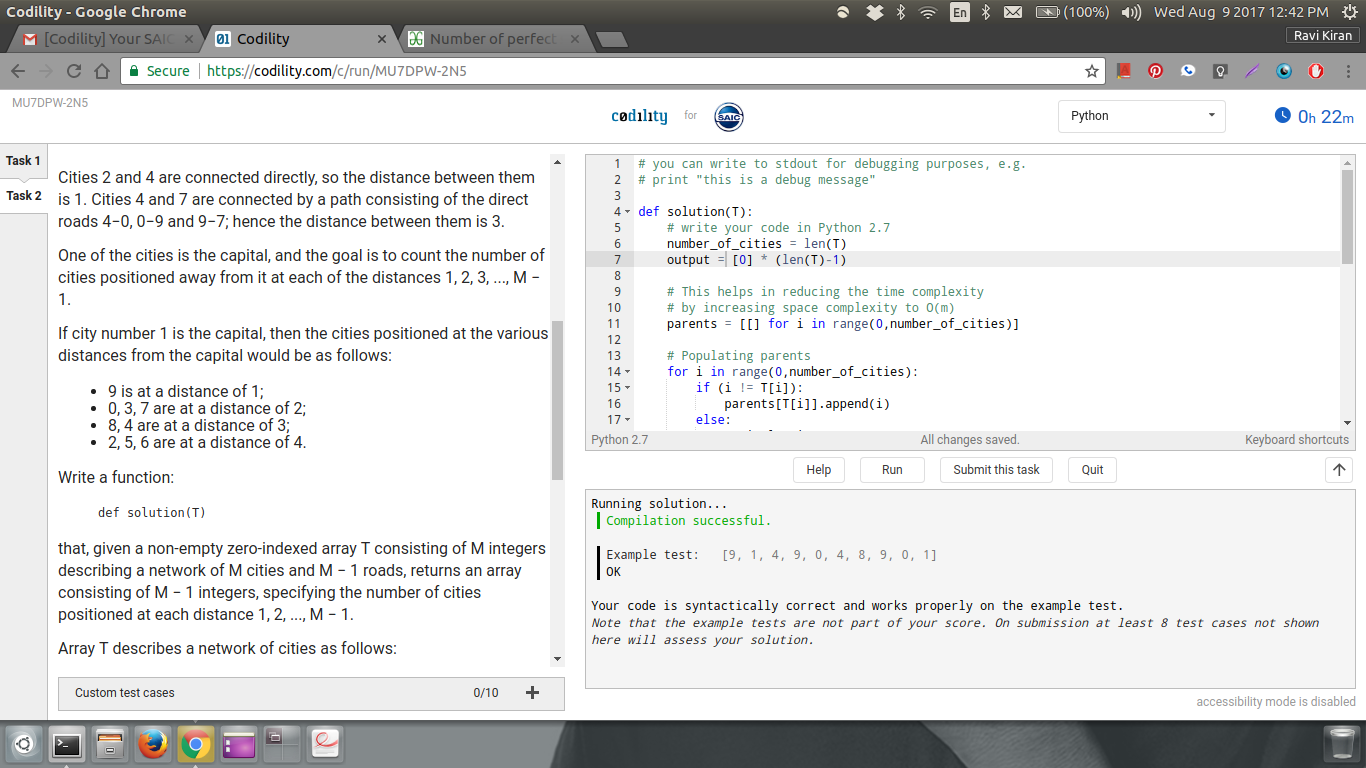 Codility - Google Chrome
En
(100%)
Wed Aug 9 2017 12:42 PM
[Codility] Your SAIC
Codility
Number of perfect
Ravi Kiran
Secure
https://codility.com/c/run/MU7DPW-2N5
MU7DPW-2N5
codility for SAIC
Python
0h 22m
Task 1
Task 2
Cities 2 and 4 are connected directly, so the distance between them
is 1. Cities 4 and 7 are connected by a path consisting of the direct
roads 4−0, 0−9 and 9−7; hence the distance between them is 3.
One of the cities is the capital, and the goal is to count the number of
cities positioned away from it at each of the distances 1, 2, 3, ..., M −
1.
If city number 1 is the capital, then the cities positioned at the various
distances from the capital would be as follows:
• 9 is at a distance of 1;
• 0, 3, 7 are at a distance of 2;
• 8, 4 are at a distance of 3;
• 2, 5, 6 are at a distance of 4.
Write a function:
def solution(T)
that, given a non-empty zero-indexed array T consisting of M integers
describing a network of M cities and M − 1 roads, returns an array
consisting of M − 1 integers, specifying the number of cities
positioned at each distance 1, 2, ..., M − 1.
Array T describes a network of cities as follows:
Custom test cases
0/10
1 # you can write to stdout for debugging purposes, e.g.
2 # print "this is a debug message"
3
4 def solution(T):
5 # write your code in Python 2.7
6 number_of_cities = len(T)
7 output = [0] * (len(T)-1)
8
9 # This helps in reducing the time complexity
10 # by increasing space complexity to O(m)
11 parents = [[] for i in range(0,number_of_cities)]
12
13 # Populating parents
14 for i in range(0,number_of_cities):
15 if (i != T[i]):
16 parents[T[i]].append(i)
17 else:
Python 2.7
All changes saved.
Keyboard shortcuts
Help
Run
Submit this task
Quit
Running solution...
Compilation successful.
Example test: [9, 1, 4, 9, 0, 4, 8, 9, 0, 1]
OK
Your code is syntactically correct and works properly on the example test.
Note that the example tests are not part of your score. On submission at least 8 test cases not shown
here will assess your solution.
accessibility mode is disabled